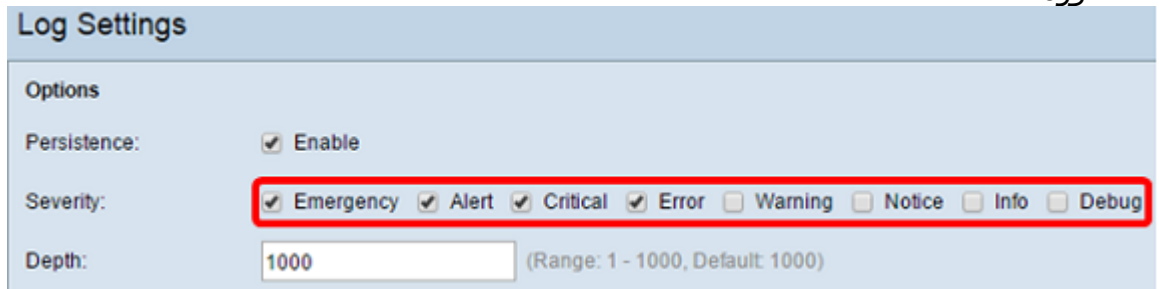 Log Settings
Options
Persistence: Enable
Severity: Emergency Alert Critical Error Warning Notice Info Debug
Depth: 1000 (Range: 1 - 1000, Default: 1000)